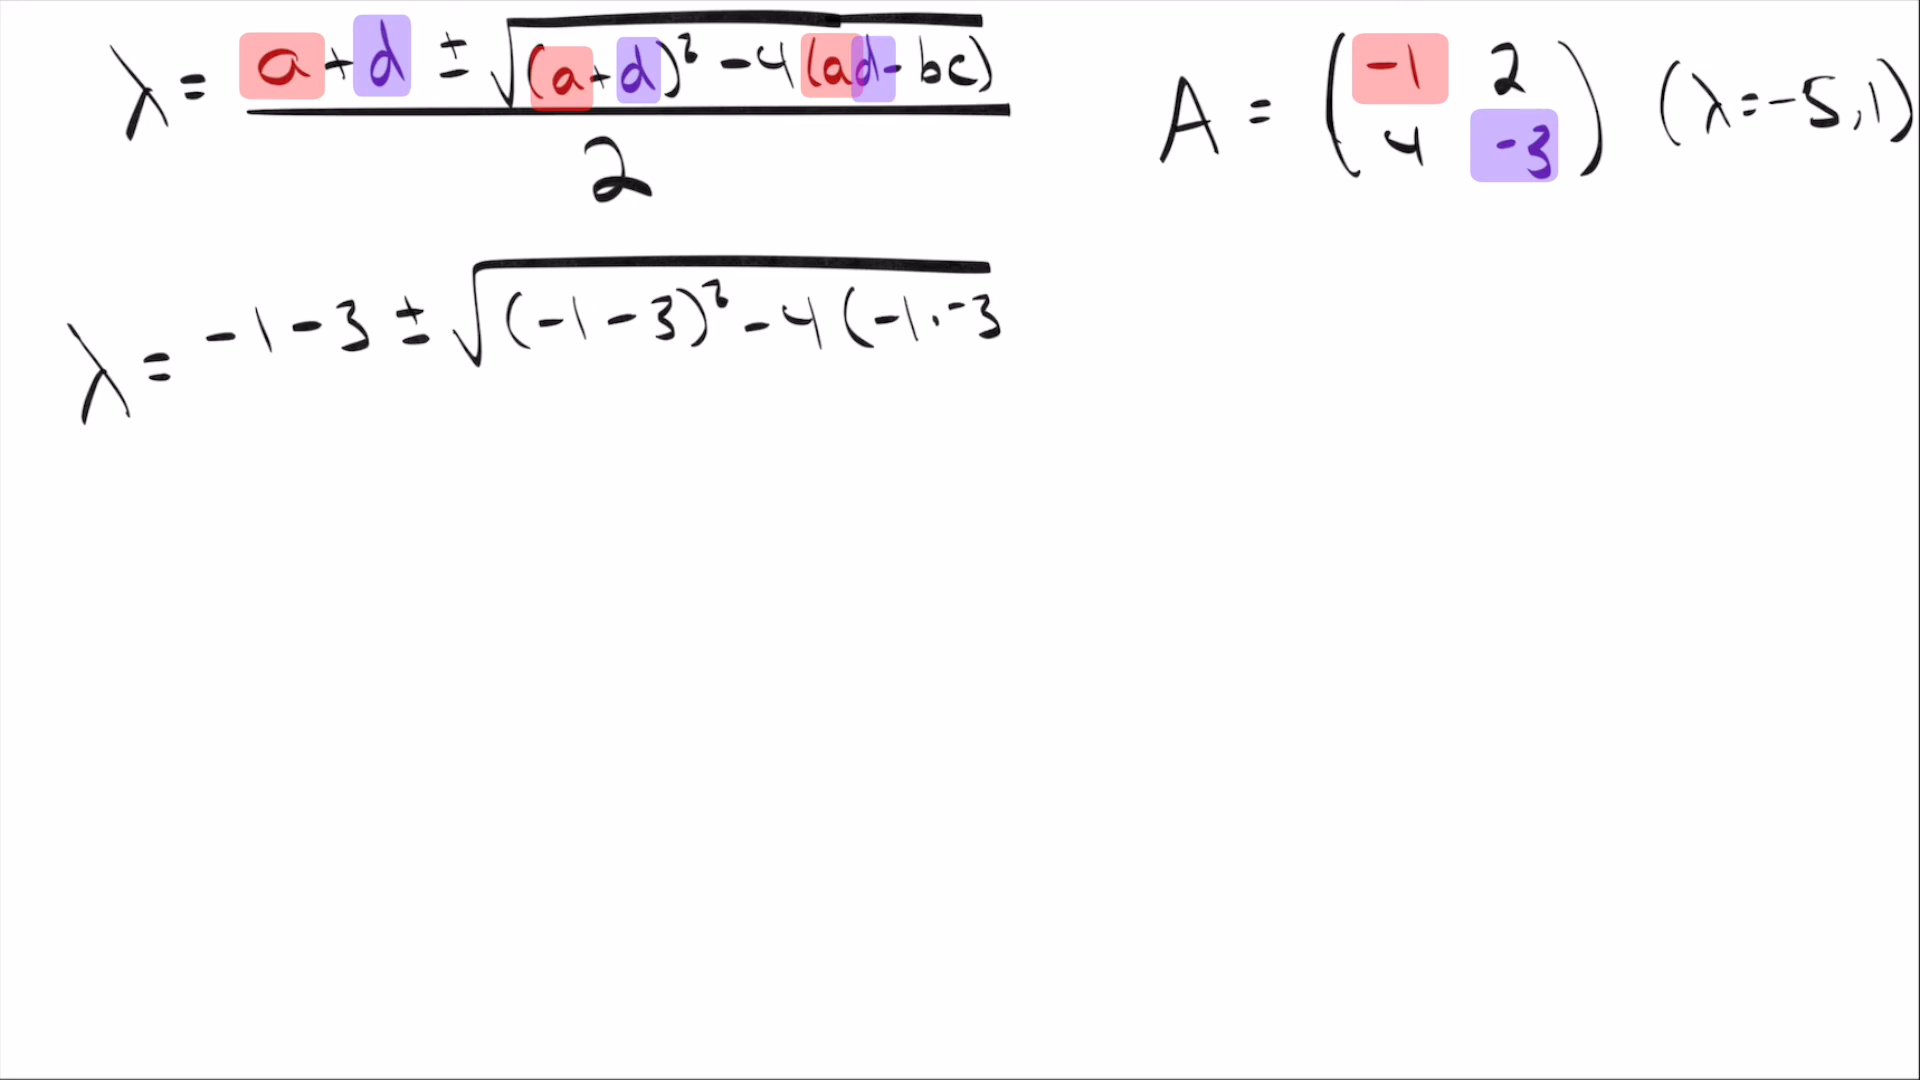 λ = (a + d ± √((a + d)² - 4(ad - bc))) / 2
A = (-1 2; 4 -3) (λ = -5, 1)
λ = -1 - 3 ± √((-1 - 3)² - 4(-1 · -3